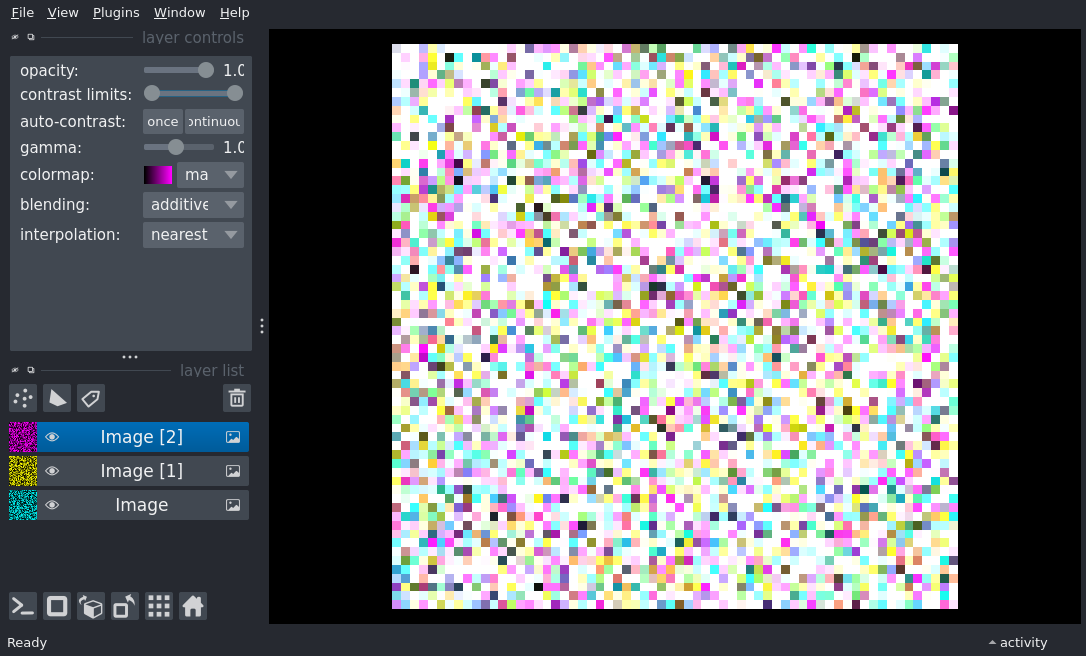 File View Plugins Window Help
layer controls
opacity: 1.0
contrast limits:
auto-contrast: once ontinuou
gamma: 1.0
colormap: ma
blending: additive
interpolation: nearest
layer list
Image [2]
Image [1]
Image
Ready activity